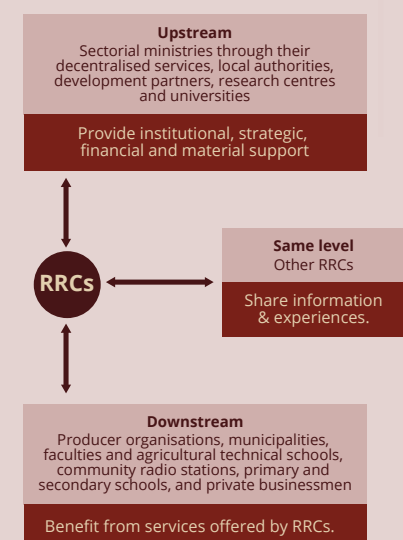 Upstream
Sectorial ministries through their
decentralised services, local authorities,
development partners, research centres
and universities
Provide institutional, strategic,
financial and material support
RRCs
Same level
Other RRCs
Share information
& experiences.
Downstream
Producer organisations, municipalities,
faculties and agricultural technical schools,
community radio stations, primary and
secondary schools, and private businessmen
Benefit from services offered by RRCs.